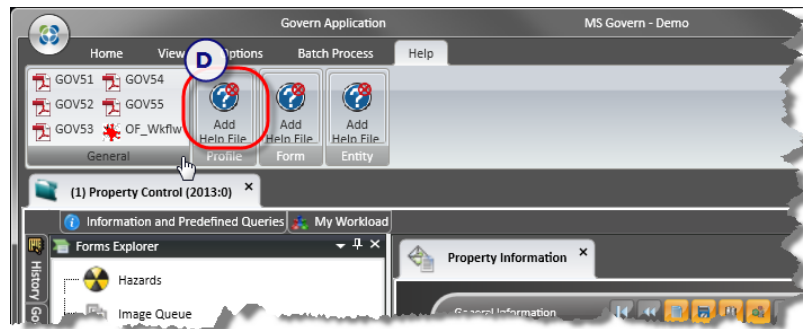 Govern Application
MS Govern - Demo
Home View Options Batch Process Help
D
GOV51 GOV54
GOV52 GOV55
GOV53 OF_Wkflw
Add Help File
Add Help File
Add Help File
General Profile Form Entity
(1) Property Control (2013:0) ×
Information and Predefined Queries My Workload
Forms Explorer
Property Information ×
History
Go
Hazards
Image Queue
General Information